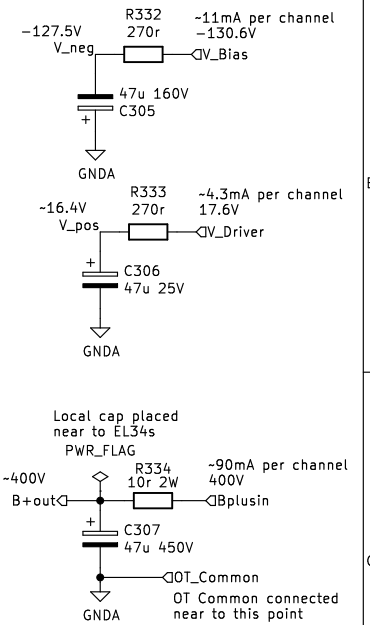 R332
270r
~11mA per channel
-130.6V
-127.5V
V_neg
V_Bias
47u 160V
C305
+
GNDA
R333
270r
~4.3mA per channel
17.6V
~16.4V
V_pos
V_Driver
+
C306
47u 25V
GNDA
Local cap placed
near to EL34s
PWR_FLAG
R334
10r 2W
~90mA per channel
400V
~400V
B+out
Bplusin
+
C307
47u 450V
OT_Common
GNDA
OT Common connected
near to this point